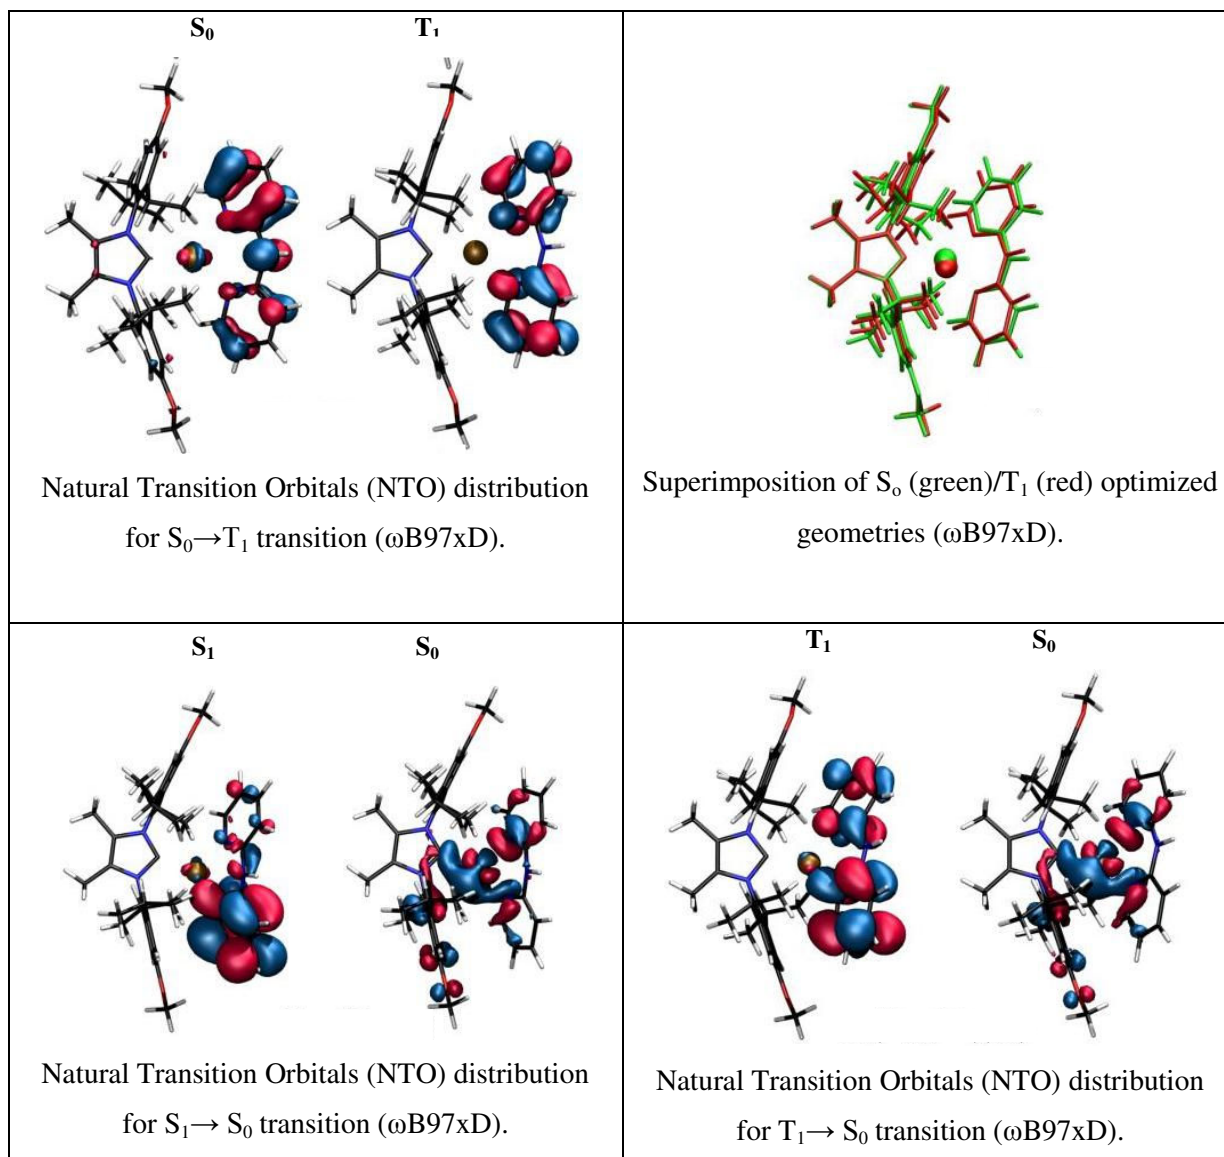 S₀ T₁
Natural Transition Orbitals (NTO) distribution
for S₀→T₁ transition (ωB97xD).
Superimposition of Sₒ (green)/T₁ (red) optimized
geometries (ωB97xD).
S₁ S₀
Natural Transition Orbitals (NTO) distribution
for S₁→ S₀ transition (ωB97xD).
T₁ S₀
Natural Transition Orbitals (NTO) distribution
for T₁→ S₀ transition (ωB97xD).